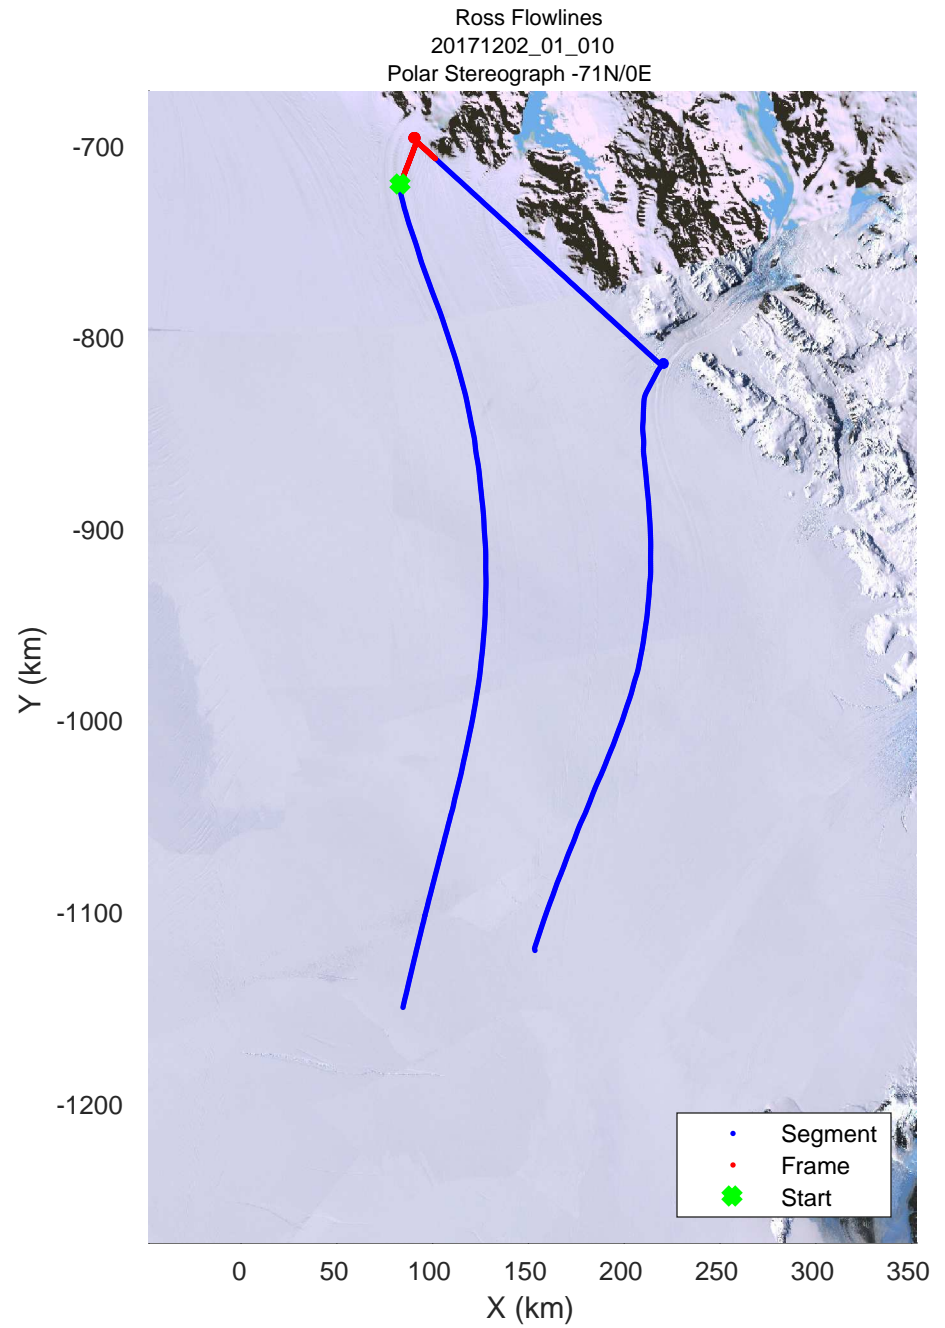 Ross Flowlines
20171202_01_010
Polar Stereograph -71N/0E
-700
-800
-900
-1000
-1100
-1200
Y (km)
0 50 100 150 200 250 300 350
X (km)
Segment
Frame
Start